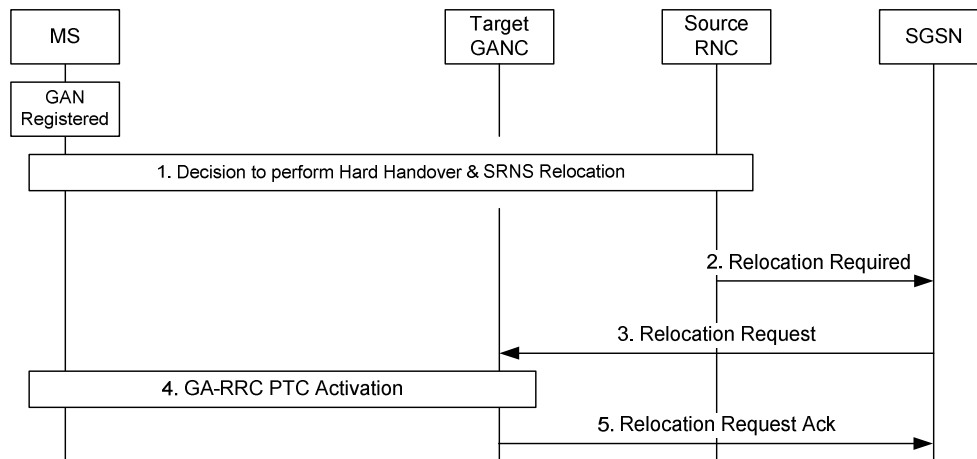 MS
Target
GANC
Source
RNC
SGSN
GAN
Registered
1. Decision to perform Hard Handover & SRNS Relocation
2. Relocation Required
3. Relocation Request
4. GA-RRC PTC Activation
5. Relocation Request Ack